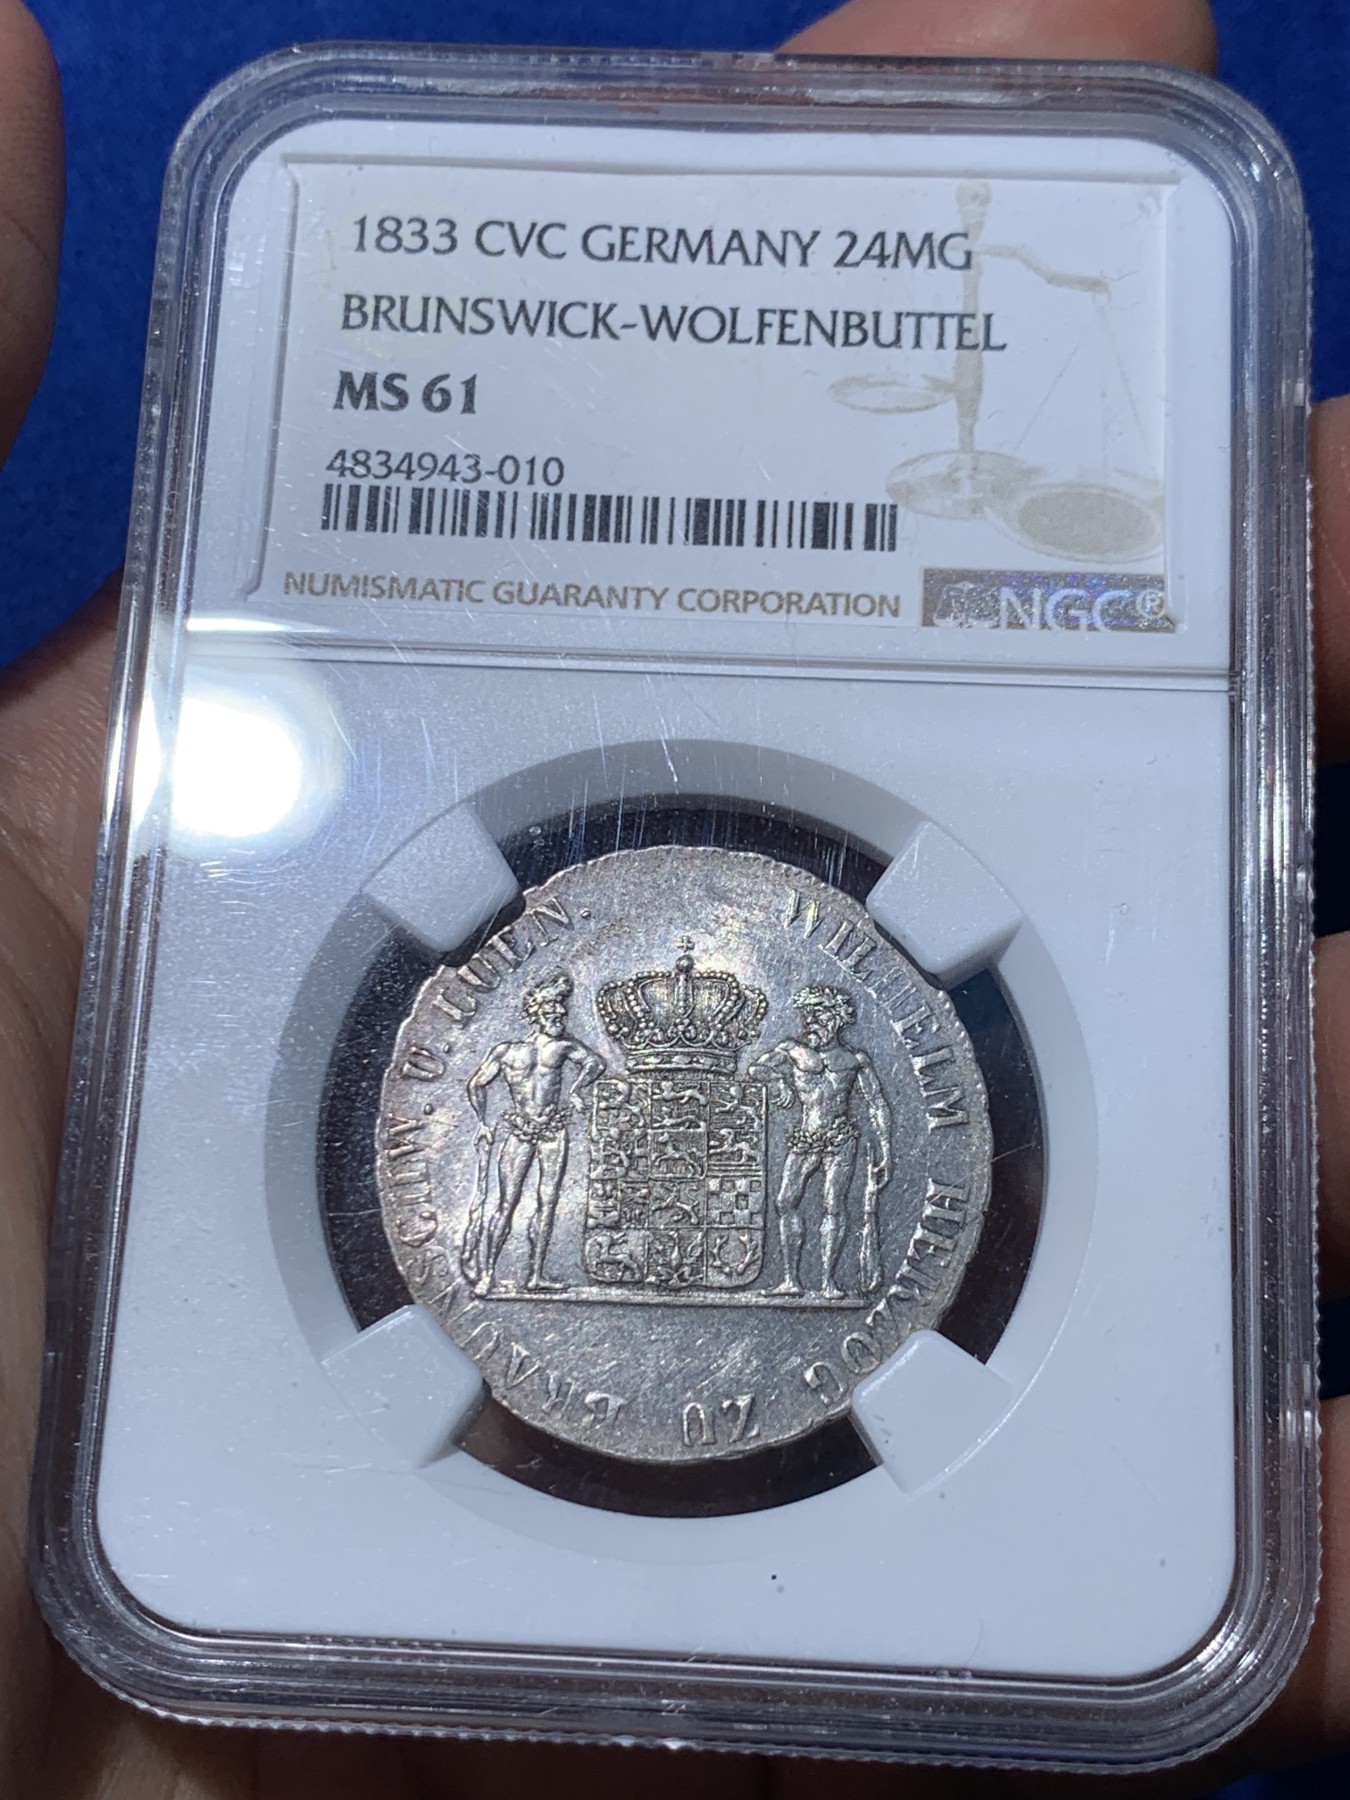 1833 CVC GERMANY 24MG
BRUNSWICK-WOLFENBUTTEL
MS 61
4834943-010
NUMISMATIC GUARANTY CORPORATION
NGC®
WILHELM HERZOG ZU BRAUNSCHW. U. LUEN.